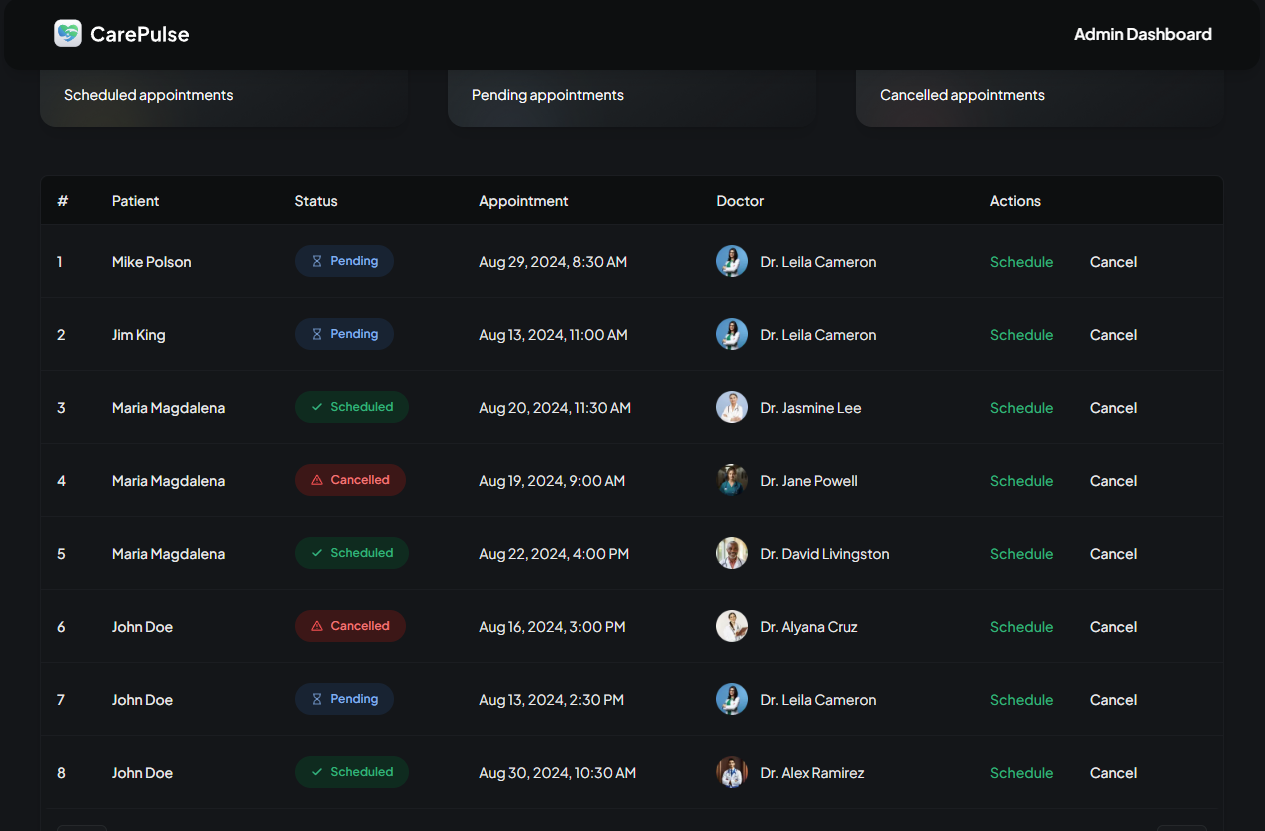 CarePulse Admin Dashboard
Scheduled appointments Pending appointments Cancelled appointments
# Patient Status Appointment Doctor Actions
1 Mike Polson Pending Aug 29, 2024, 8:30 AM Dr. Leila Cameron Schedule Cancel
2 Jim King Pending Aug 13, 2024, 11:00 AM Dr. Leila Cameron Schedule Cancel
3 Maria Magdalena Scheduled Aug 20, 2024, 11:30 AM Dr. Jasmine Lee Schedule Cancel
4 Maria Magdalena Cancelled Aug 19, 2024, 9:00 AM Dr. Jane Powell Schedule Cancel
5 Maria Magdalena Scheduled Aug 22, 2024, 4:00 PM Dr. David Livingston Schedule Cancel
6 John Doe Cancelled Aug 16, 2024, 3:00 PM Dr. Alyana Cruz Schedule Cancel
7 John Doe Pending Aug 13, 2024, 2:30 PM Dr. Leila Cameron Schedule Cancel
8 John Doe Scheduled Aug 30, 2024, 10:30 AM Dr. Alex Ramirez Schedule Cancel